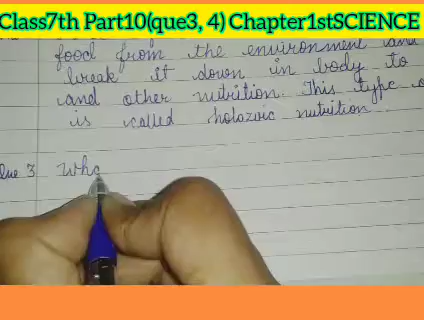 Class7th Part10(que3, 4) Chapter1stSCIENCE
food from the environment and
break it down in body to
and other nutrition. This type o
is called holozoic nutrition
Que 3 Wha